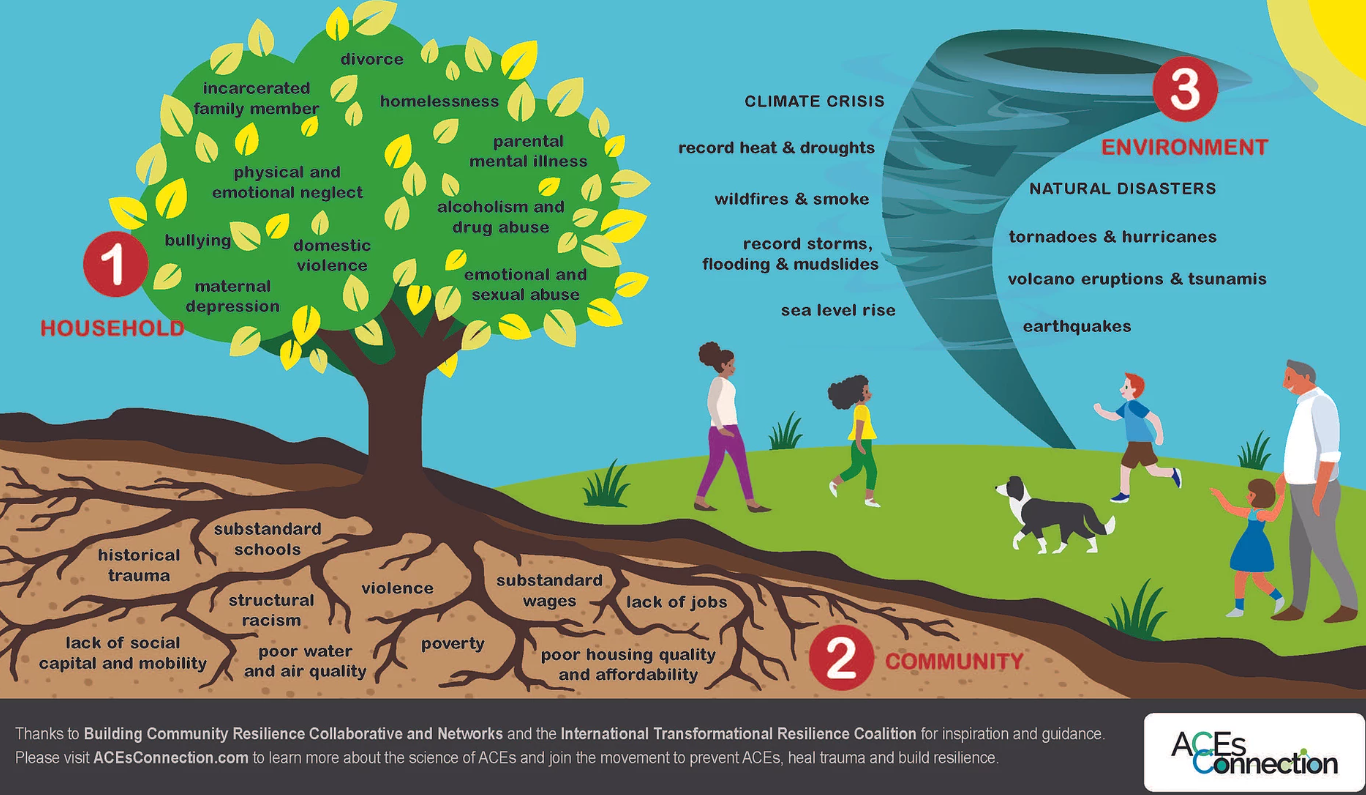 divorce
incarcerated
family member
homelessness
parental
mental illness
physical and
emotional neglect
alcoholism and
drug abuse
bullying
domestic
violence
emotional and
sexual abuse
maternal
depression
1
HOUSEHOLD
3
ENVIRONMENT
CLIMATE CRISIS
record heat & droughts
wildfires & smoke
record storms,
flooding & mudslides
sea level rise
NATURAL DISASTERS
tornadoes & hurricanes
volcano eruptions & tsunamis
earthquakes
substandard
schools
historical
trauma
violence
substandard
wages
structural
racism
lack of jobs
lack of social
capital and mobility
poor water
and air quality
poverty
poor housing quality
and affordability
2
COMMUNITY
Thanks to Building Community Resilience Collaborative and Networks and the International Transformational Resilience Coalition for inspiration and guidance.
Please visit ACEsConnection.com to learn more about the science of ACEs and join the movement to prevent ACEs, heal trauma and build resilience.
ACEs
Connection